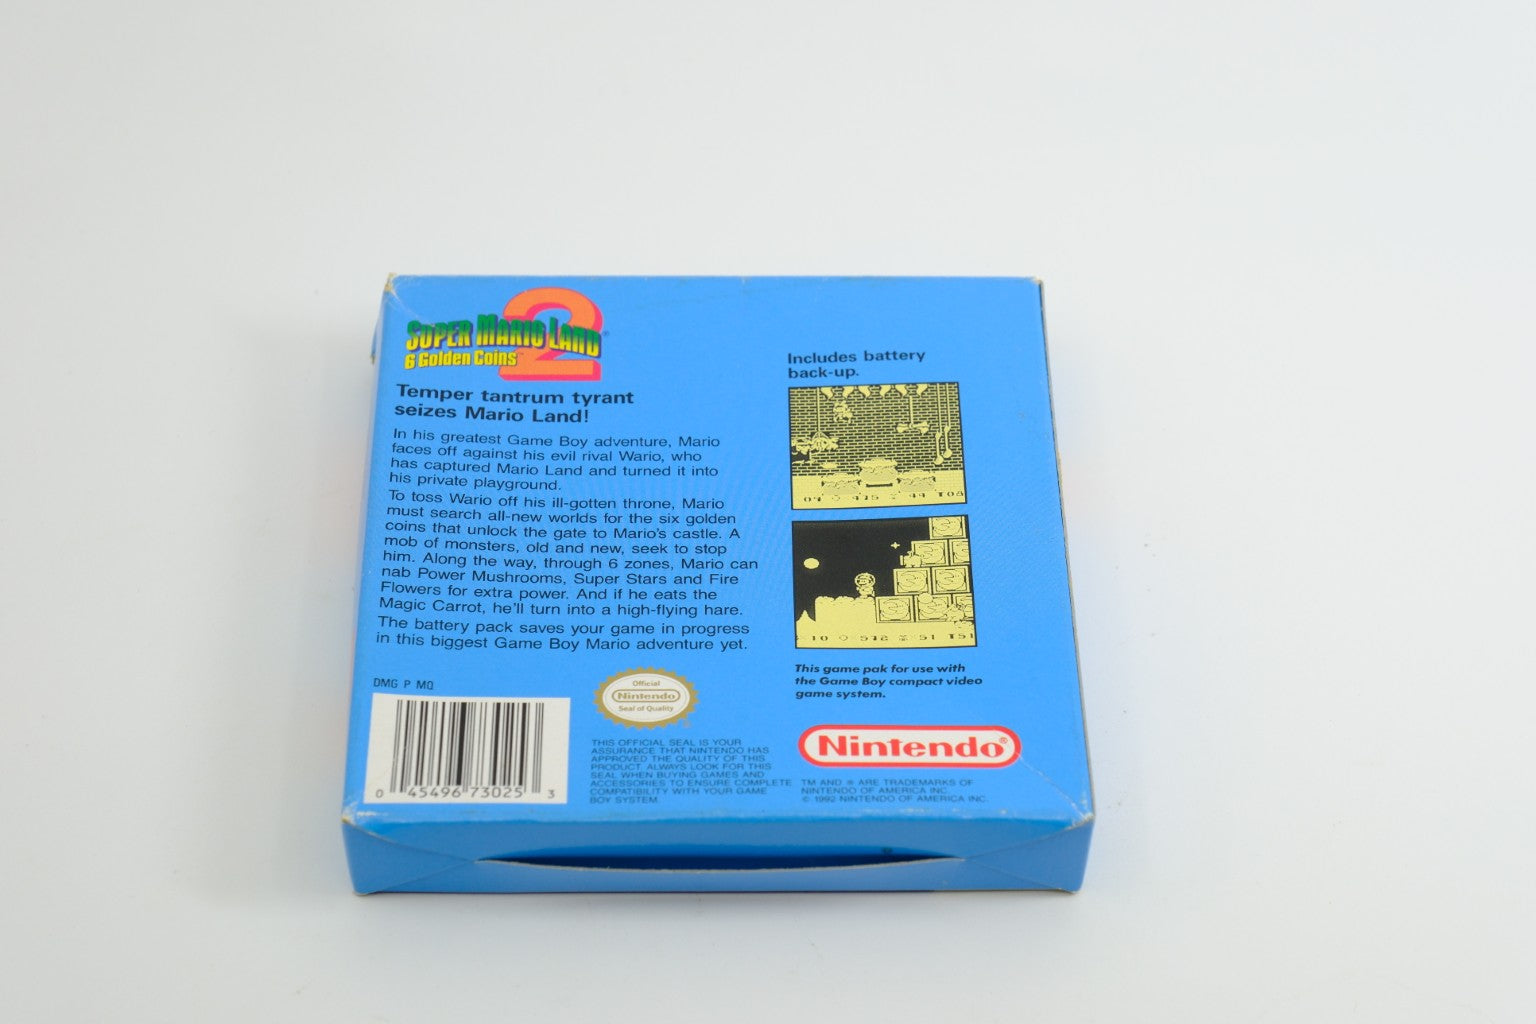 2
SUPER MARIO LAND®
6 Golden Coins™
Temper tantrum tyrant
seizes Mario Land!
In his greatest Game Boy adventure, Mario
faces off against his evil rival Wario, who
has captured Mario Land and turned it into
his private playground.
To toss Wario off his ill-gotten throne, Mario
must search all-new worlds for the six golden
coins that unlock the gate to Mario's castle. A
mob of monsters, old and new, seek to stop
him. Along the way, through 6 zones, Mario can
nab Power Mushrooms, Super Stars and Fire
Flowers for extra power. And if he eats the
Magic Carrot, he'll turn into a high-flying hare.
The battery pack saves your game in progress
in this biggest Game Boy Mario adventure yet.
DMG P MQ
0 45496 73025 3
Official
Nintendo
Seal of Quality
THIS OFFICIAL SEAL IS YOUR
ASSURANCE THAT NINTENDO HAS
APPROVED THE QUALITY OF THIS
PRODUCT. ALWAYS LOOK FOR THIS
SEAL WHEN BUYING GAMES AND
ACCESSORIES TO ENSURE COMPLETE
COMPATIBILITY WITH YOUR GAME
BOY SYSTEM.
Includes battery
back-up.
49 T08
10 512 51 T51
This game pak for use with
the Game Boy compact video
game system.
Nintendo®
TM AND ® ARE TRADEMARKS OF
NINTENDO OF AMERICA INC.
© 1992 NINTENDO OF AMERICA INC.